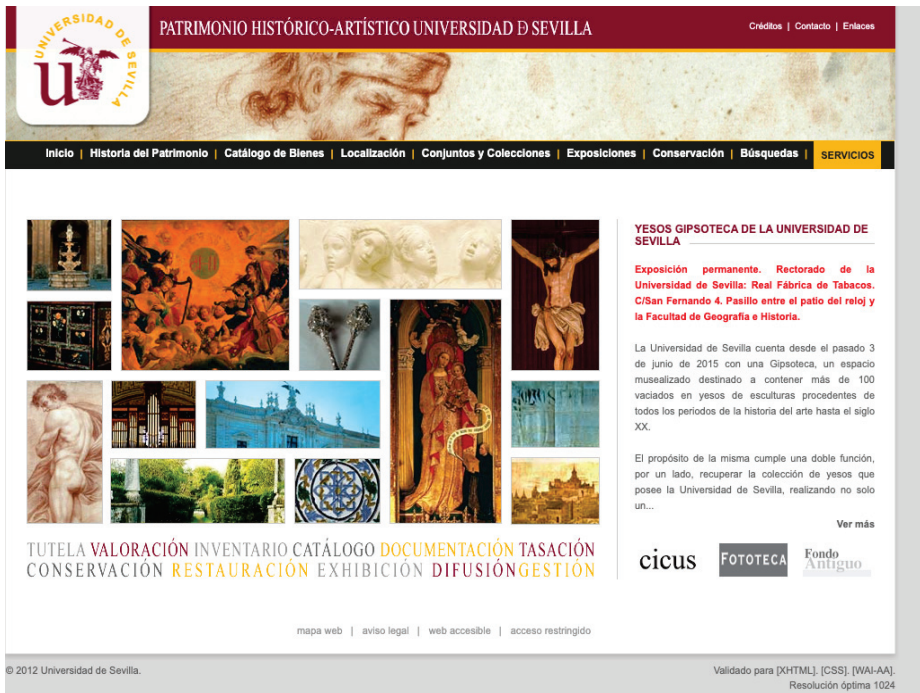 UNIVERSIDAD DE SEVILLA
PATRIMONIO HISTÓRICO-ARTÍSTICO UNIVERSIDAD DE SEVILLA
Créditos | Contacto | Enlaces
Inicio | Historia del Patrimonio | Catálogo de Bienes | Localización | Conjuntos y Colecciones | Exposiciones | Conservación | Búsquedas | SERVICIOS
YESOS GIPSOTECA DE LA UNIVERSIDAD DE
SEVILLA
Exposición permanente. Rectorado de la
Universidad de Sevilla: Real Fábrica de Tabacos.
C/San Fernando 4. Pasillo entre el patio del reloj y
la Facultad de Geografía e Historia.
La Universidad de Sevilla cuenta desde el pasado 3
de junio de 2015 con una Gipsoteca, un espacio
musealizado destinado a contener más de 100
vaciados en yesos de esculturas procedentes de
todos los periodos de la historia del arte hasta el siglo
XX.
El propósito de la misma cumple una doble función,
por un lado, recuperar la colección de yesos que
posee la Universidad de Sevilla, realizando no solo
un...
Ver más
TUTELA VALORACIÓN INVENTARIO CATÁLOGO DOCUMENTACIÓN TASACIÓN
CONSERVACIÓN RESTAURACIÓN EXHIBICIÓN DIFUSIÓN GESTIÓN
cicus
FOTOTECA
Fondo
Antiguo
mapa web | aviso legal | web accesible | acceso restringido
© 2012 Universidad de Sevilla.
Validado para [XHTML]. [CSS]. [WAI-AA].
Resolución óptima 1024